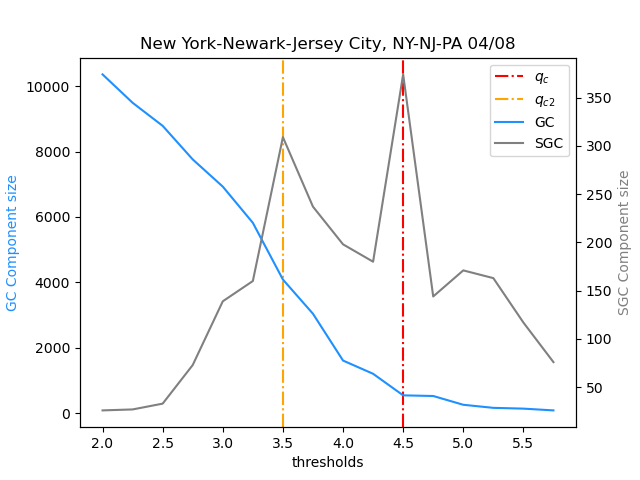 New York-Newark-Jersey City, NY-NJ-PA 04/08
GC Component size
10000
8000
6000
4000
2000
0
q_c
q_c2
GC
SGC
350
300
250
200
150
100
50
SGC Component size
2.0 2.5 3.0 3.5 4.0 4.5 5.0 5.5
thresholds